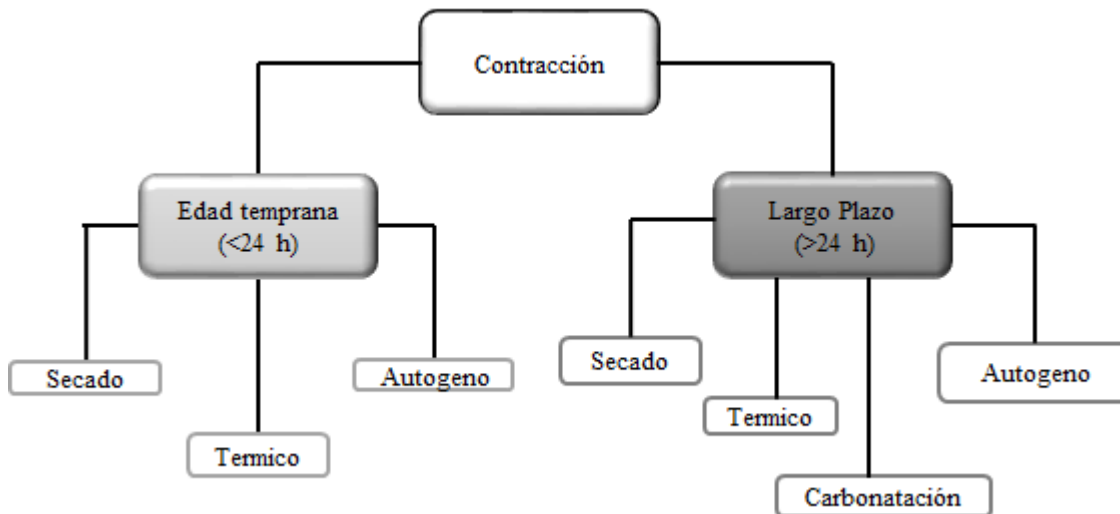 Contracción
Edad temprana
(<24 h)
Largo Plazo
(>24 h)
Secado
Autogeno
Termico
Secado
Termico
Autogeno
Carbonatación